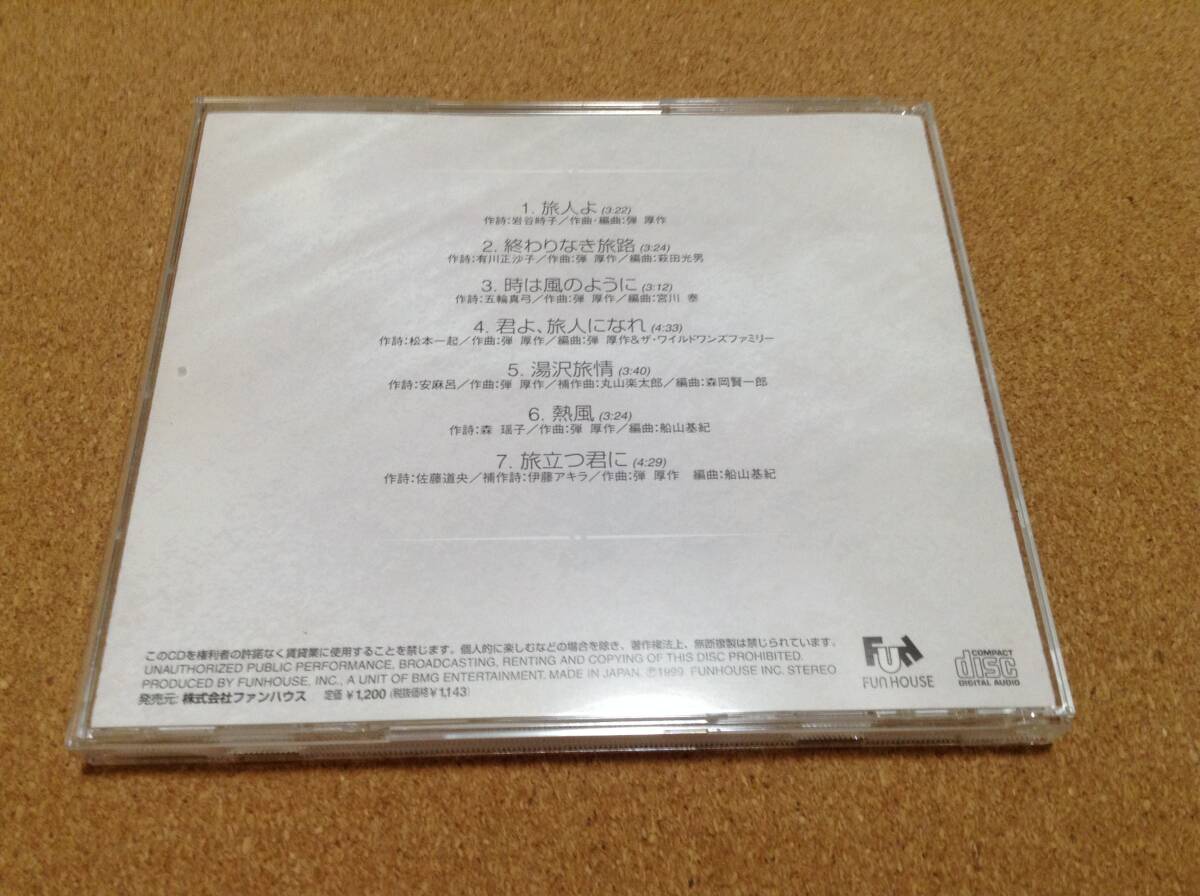 1. 旅人よ (3:22)
作詩：岩谷時子／作曲・編曲：弾 厚作
2. 終わりなき旅路 (3:24)
作詩：有川正沙子／作曲：弾 厚作／編曲：萩田光男
3. 時は風のように (3:12)
作詩：五輪真弓／作曲：弾 厚作／編曲：宮川 泰
4. 君よ、旅人になれ (4:33)
作詩：松本一起／作曲：弾 厚作／編曲：弾 厚作&ザ・ワイルドワンズファミリー
5. 湯沢旅情 (3:40)
作詩：安麻呂／作曲：弾 厚作／補作曲：丸山楽太郎／編曲：森岡賢一郎
6. 熱風 (3:24)
作詩：森 瑶子／作曲：弾 厚作／編曲：船山基紀
7. 旅立つ君に (4:29)
作詩：佐藤道央／補作詩：伊藤アキラ／作曲：弾 厚作 編曲：船山基紀
このCDを権利者の許諾なく賃貸業に使用することを禁じます。個人的に楽しむなどの場合を除き、著作権法上、無断複製は禁じられています。
UNAUTHORIZED PUBLIC PERFORMANCE, BROADCASTING, RENTING AND COPYING OF THIS DISC PROHIBITED.
PRODUCED BY FUNHOUSE, INC., A UNIT OF BMG ENTERTAINMENT. MADE IN JAPAN. ℗1999. FUNHOUSE INC. STEREO
発売元：株式会社ファンハウス 定価￥1,200（税抜価格￥1,143）
FUN
FUN HOUSE
COMPACT
disc
DIGITAL AUDIO